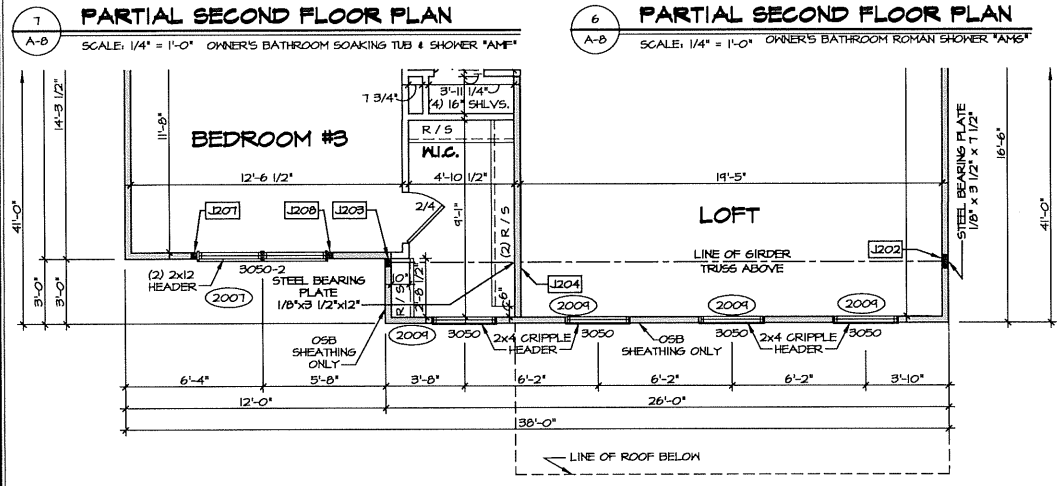 7
A-8
PARTIAL SECOND FLOOR PLAN
SCALE: 1/4" = 1'-0" OWNER'S BATHROOM SOAKING TUB & SHOWER "AMF"
6
A-8
PARTIAL SECOND FLOOR PLAN
SCALE: 1/4" = 1'-0" OWNER'S BATHROOM ROMAN SHOWER "AMG"
41'-0"
14'-3 1/2"
11'-8"
7 3/4"
3'-11 1/4"
(4) 16" SHLVS.
R / S
W.I.C.
BEDROOM #3
12'-6 1/2"
4'-10 1/2"
19'-5"
J207
J208
J203
2/4
9'-1"
(2) R / S
LOFT
LINE OF GIRDER
TRUSS ABOVE
J202
STEEL BEARING PLATE
1/8" x 3 1/2" x 7 1/2"
16'-6"
41'-0"
3'-0"
3'-0"
(2) 2x12
HEADER
3050-2
2007
STEEL BEARING
PLATE
1/8"x3 1/2"x12"
10"
R / S
2'-8 1/2"
6"
J204
2009
2009
2009
2009
3050
2x4 CRIPPLE
HEADER
3050
OSB
SHEATHING ONLY
3050
2x4 CRIPPLE
HEADER
3050
OSB
SHEATHING
ONLY
6'-4"
5'-8"
3'-8"
6'-2"
6'-2"
6'-2"
3'-10"
12'-0"
26'-0"
38'-0"
LINE OF ROOF BELOW